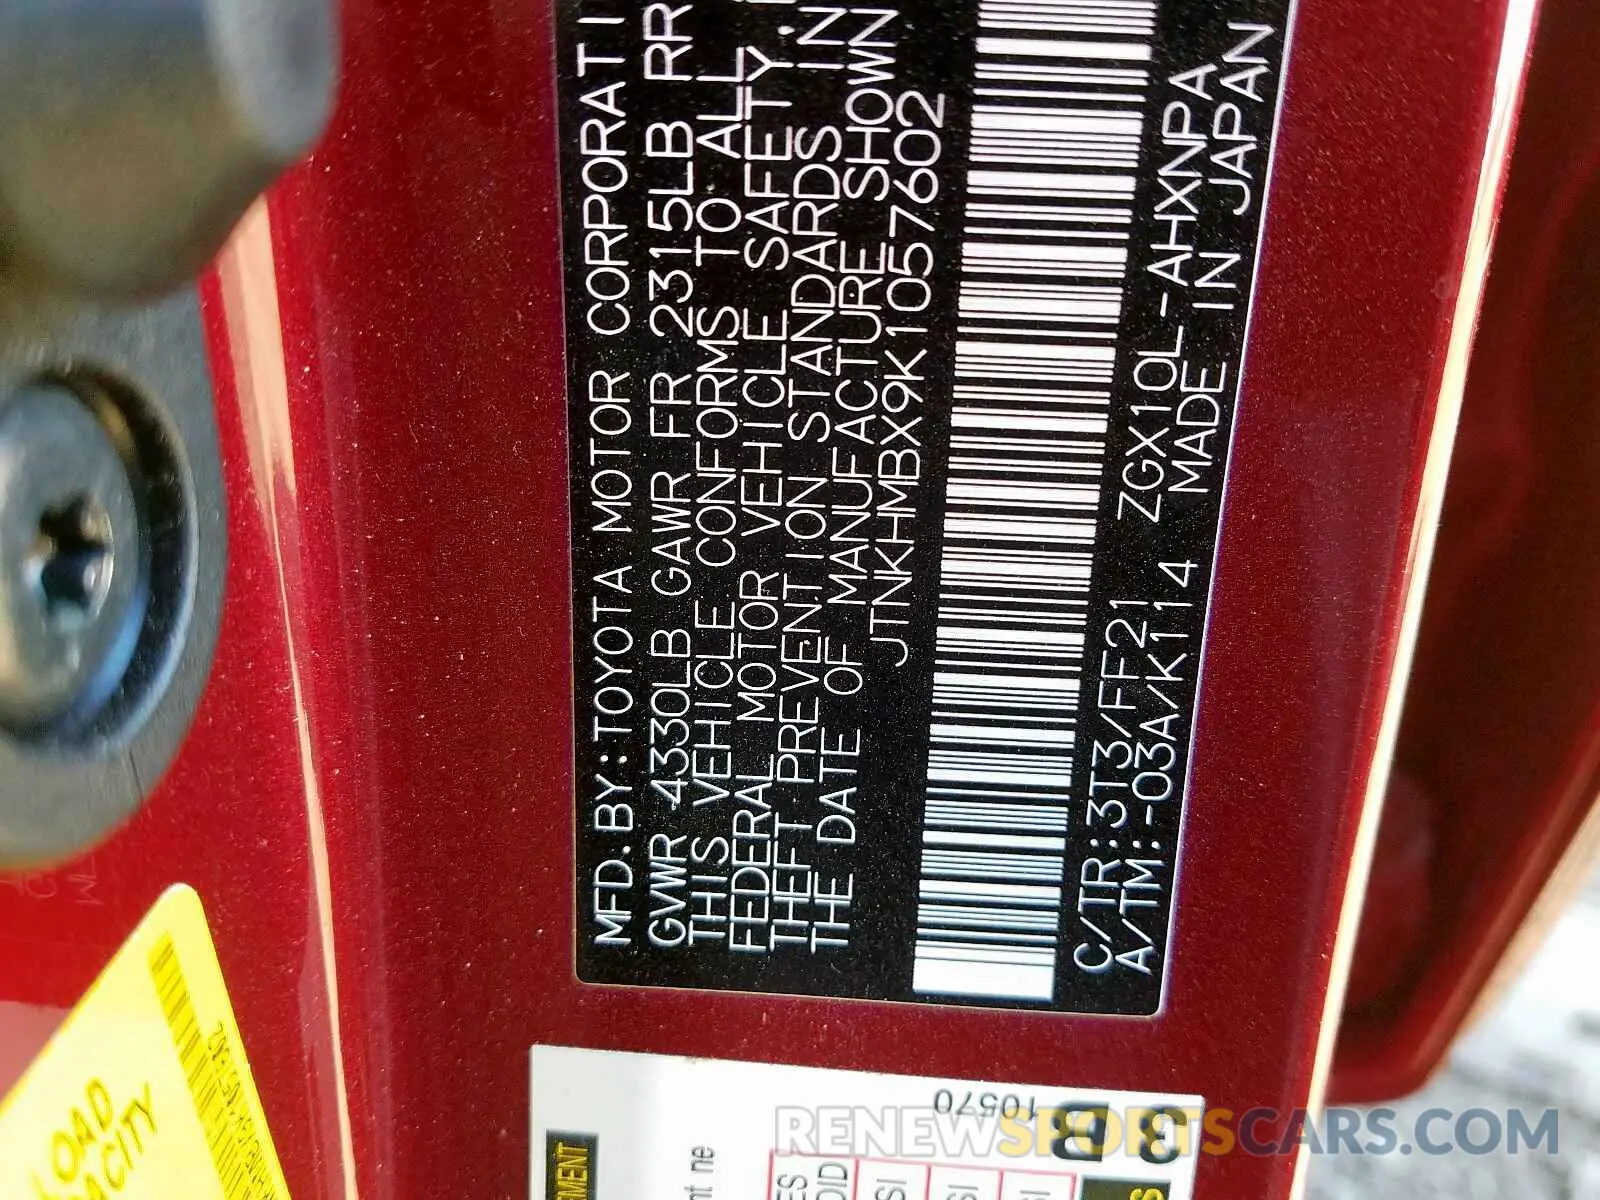 MFD.BY:TOYOTA MOTOR CORPORATI
GVWR 4330LB GAWR FR 2315LB RR
THIS VEHICLE CONFORMS TO ALL
FEDERAL MOTOR VEHICLE SAFETY,
THEFT PREVENTION STANDARDS IN
THE DATE OF MANUFACTURE SHOWN
JTNKHMBX9K1057602
C/TR:3T3/FF21 ZGX10L-AHXNPA
A/TM:-03A/K114 MADE IN JAPAN
10570
RENEWSPORTSCARS.COM